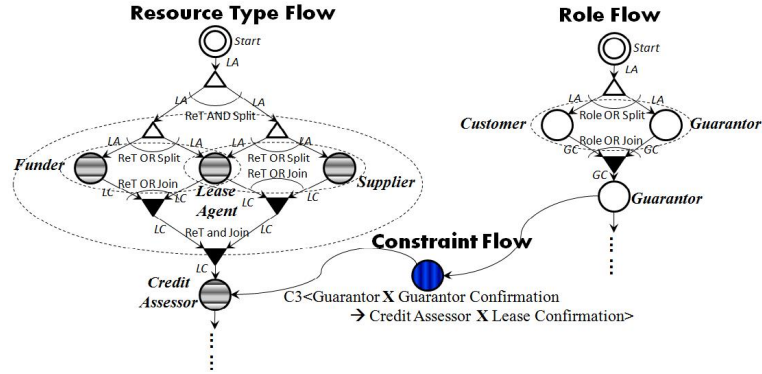 Resource Type Flow
Role Flow
Start
Start
LA
LA
LA
LA
ReT AND Split
LA
LA
Role OR Split
Customer
Guarantor
LA
LA
LA
LA
ReT OR Split
ReT OR Split
Role OR Join
GC
GC
Funder
ReT OR Join
ReT OR Join
GC
Lease
Agent
Supplier
Guarantor
LC
LC
LC
LC
LC
LC
ReT and Join
Constraint Flow
LC
Credit
Assessor
C3<Guarantor X Guarantor Confirmation
→ Credit Assessor X Lease Confirmation>